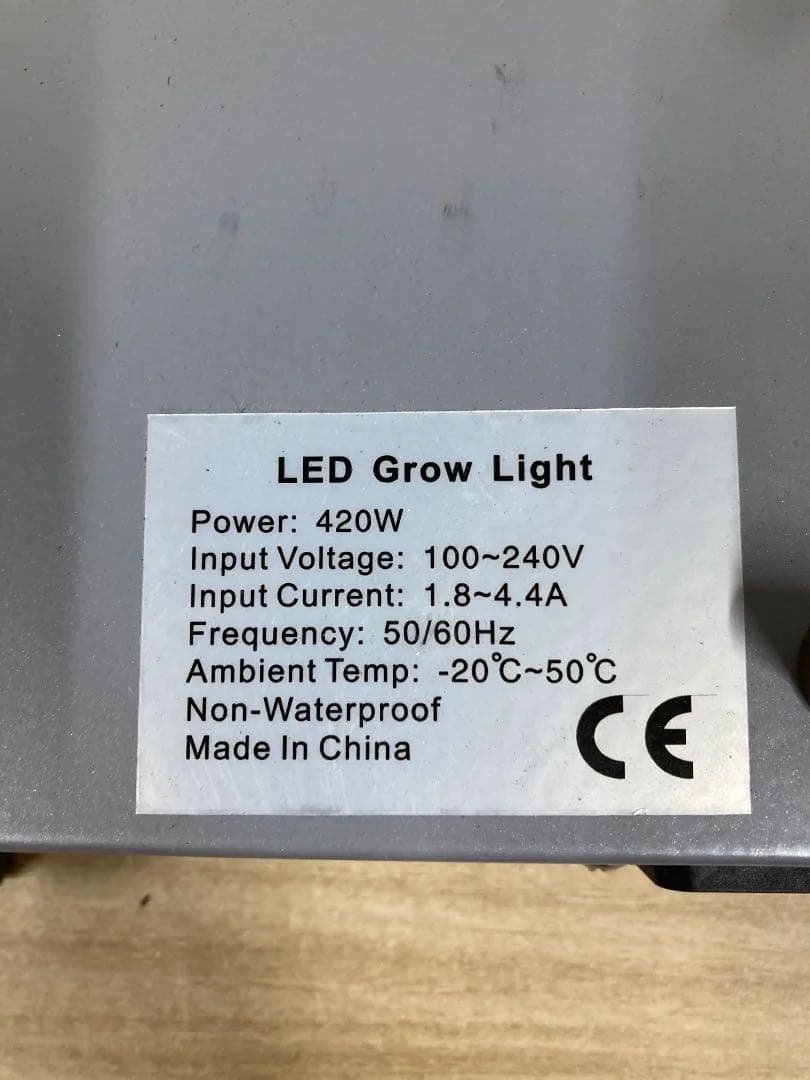 LED Grow Light
Power: 420W
Input Voltage: 100~240V
Input Current: 1.8~4.4A
Frequency: 50/60Hz
Ambient Temp: -20℃~50℃
Non-Waterproof
Made In China
CE